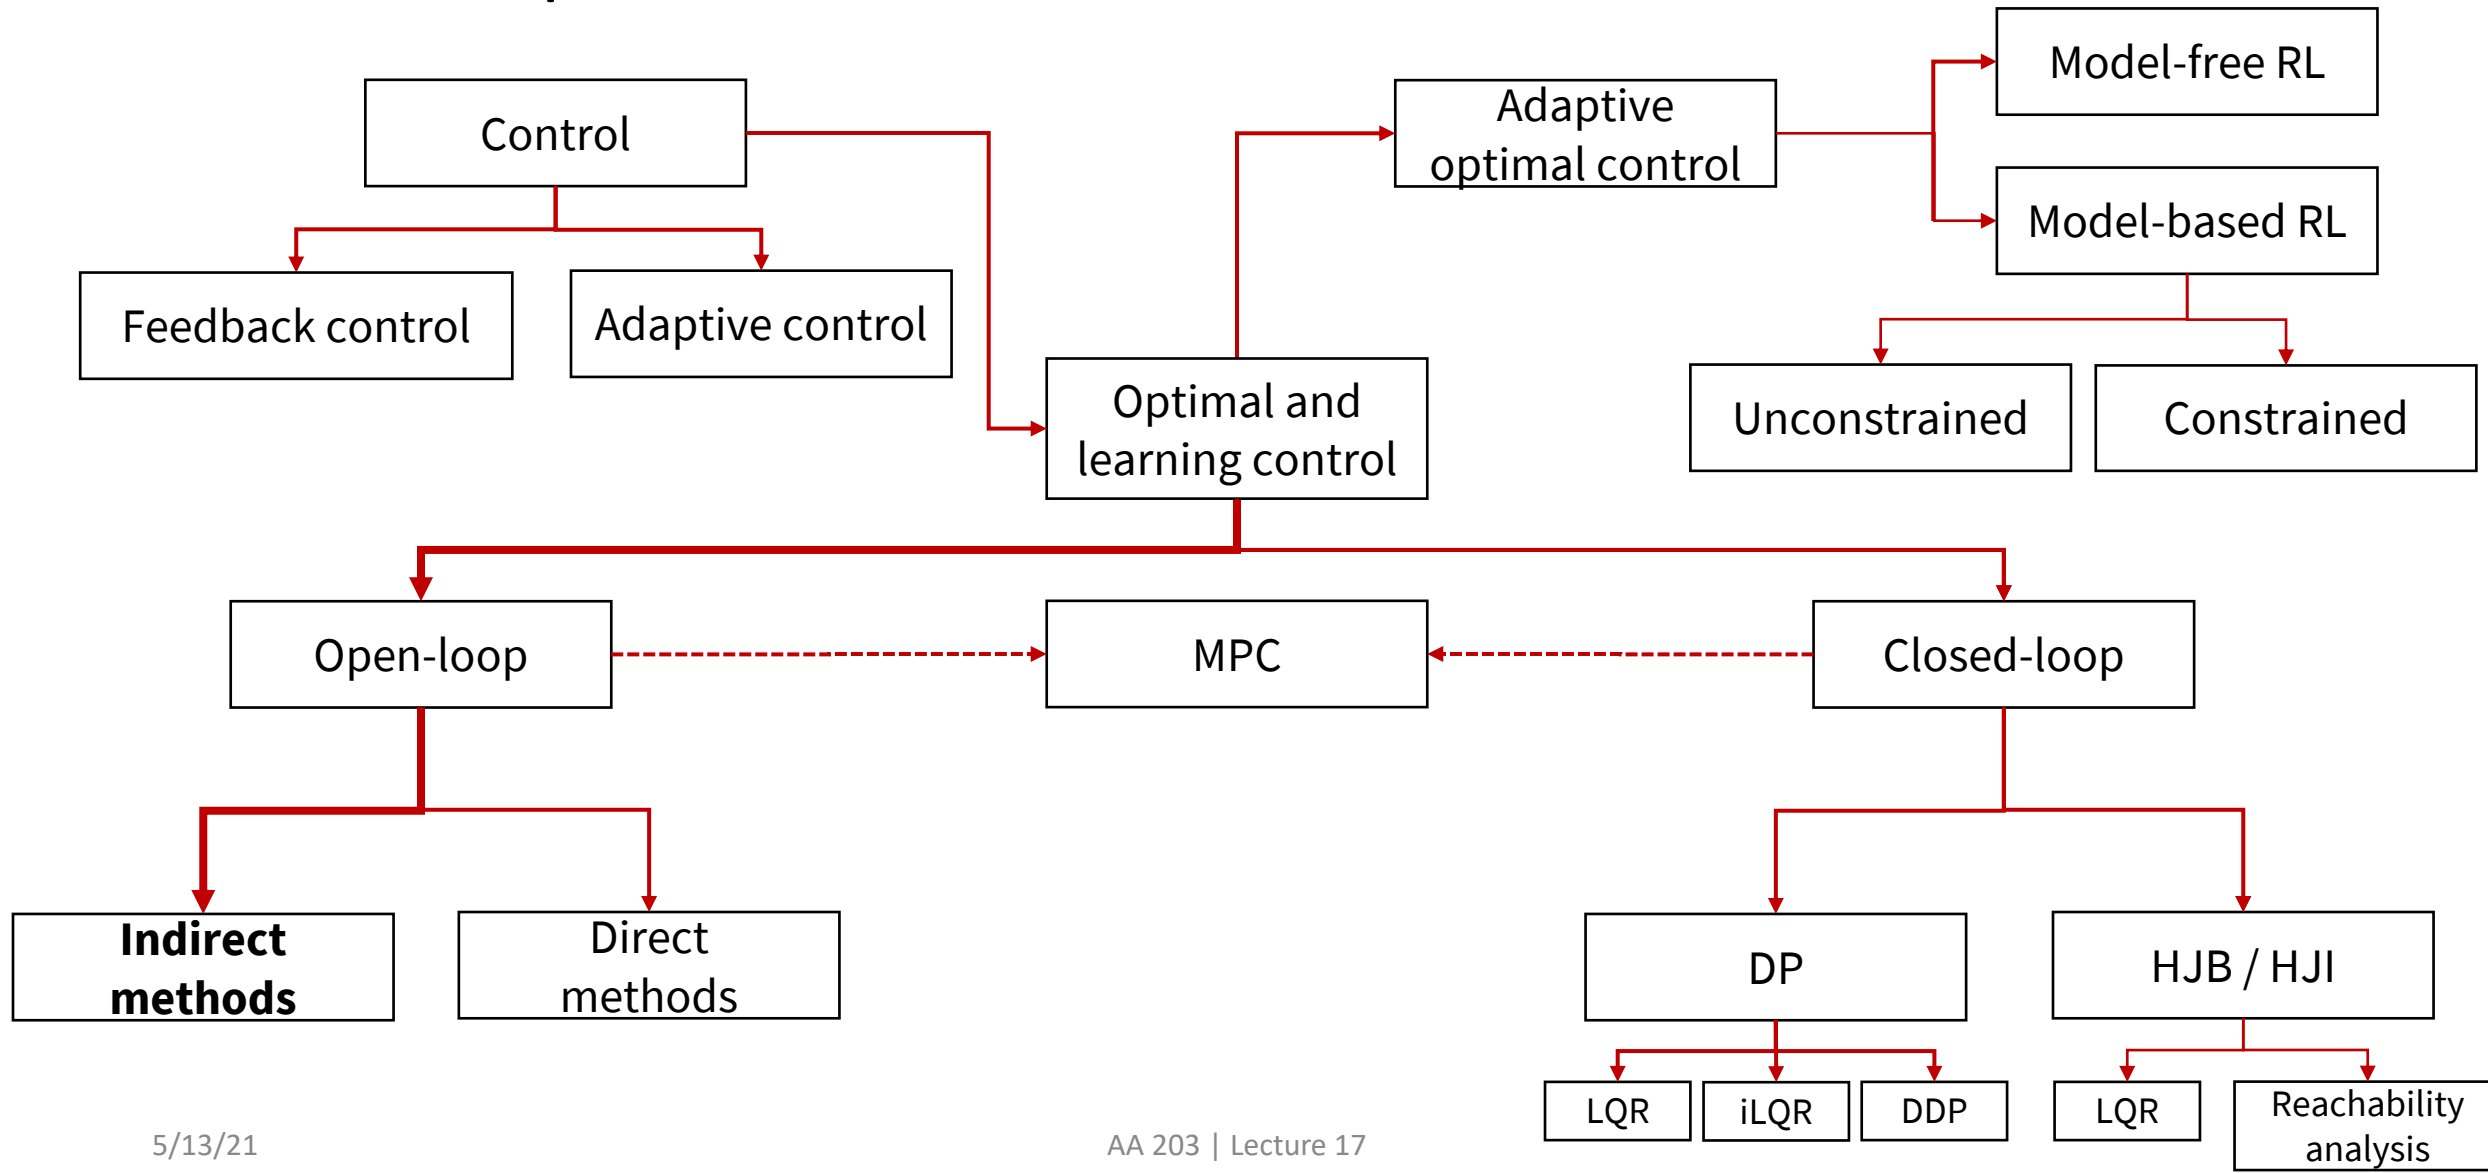 Model-free RL
Control
Adaptive
optimal control
Model-based RL
Feedback control
Adaptive control
Optimal and
learning control
Unconstrained
Constrained
Open-loop
MPC
Closed-loop
Indirect
methods
Direct
methods
DP
HJB / HJI
LQR
iLQR
DDP
LQR
Reachability
analysis
5/13/21
AA 203 | Lecture 17